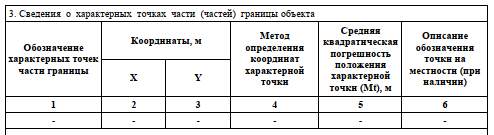 3. Сведения о характерных точках части (частей) границы объекта
Обозначение
характерных точек
части границы
Координаты, м
X
Y
Метод
определения
координат
характерной
точки
Средняя
квадратическая
погрешность
положения
характерной
точки (Mt), м
Описание
обозначения
точки на
местности (при
наличии)
1 2 3 4 5 6
- - - - - -